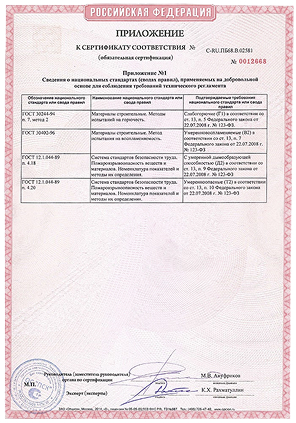 РОССИЙСКАЯ ФЕДЕРАЦИЯ
ПРИЛОЖЕНИЕ
К СЕРТИФИКАТУ СООТВЕТСТВИЯ № C-RU.ПБ68.В.02581
(обязательная сертификация) № 0012668
Приложение №1
Сведения о национальных стандартах (сводах правил), применяемых на добровольной
основе для соблюдения требований технического регламента
Обозначение национального стандарта или свода правил
Наименование национального стандарта или свода правил
Подтверждаемые требования национального стандарта или свода правил
ГОСТ 30244-94
п. 7, метод 2
Материалы строительные. Методы
испытаний на горючесть.
Слабогорючие (Г1) в соответствии со
ст. 13, п. 5 Федерального закона от
22.07.2008 г. № 123-ФЗ
ГОСТ 30402-96
Материалы строительные. Метод
испытания на воспламеняемость.
Умеренновоспламеняемые (В2) в
соответствии со ст. 13, п. 7
Федерального закона от
22.07.2008 г. № 123-ФЗ
ГОСТ 12.1.044-89
п. 4.18
Система стандартов безопасности труда.
Пожаровзрывоопасность веществ и
материалов. Номенклатура показателей и
методы их определения.
С умеренной дымообразующей
способностью (Д2) в соответствии со
ст. 13, п. 9 Федерального закона от
22.07.2008 г. № 123-ФЗ
ГОСТ 12.1.044-89
п. 4.20
Система стандартов безопасности труда.
Пожаровзрывоопасность веществ и
материалов. Номенклатура показателей и
методы их определения.
Умеренноопасные (Т2) в соответствии
со ст. 13, п. 10 Федерального закона
от 22.07.2008 г. № 123-ФЗ
Руководитель (заместитель руководителя)
органа по сертификации
М.П.
Эксперт (эксперты)
К.Х. Рахматуллин